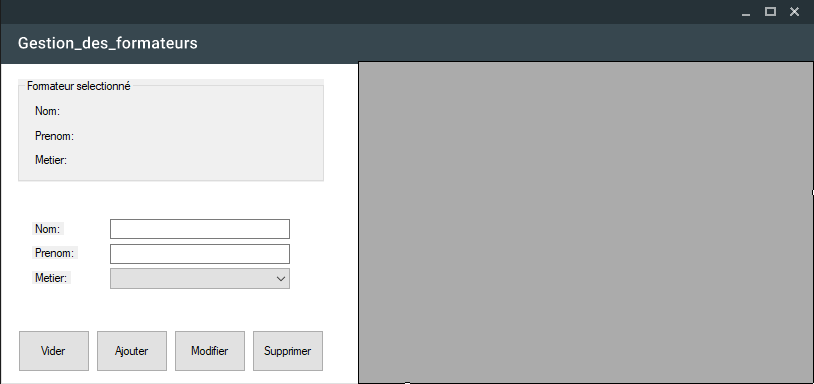 Gestion_des_formateurs
Formateur selectionné
Nom:
Prenom:
Metier:
Nom:
Prenom:
Metier:
Vider Ajouter Modifier Supprimer